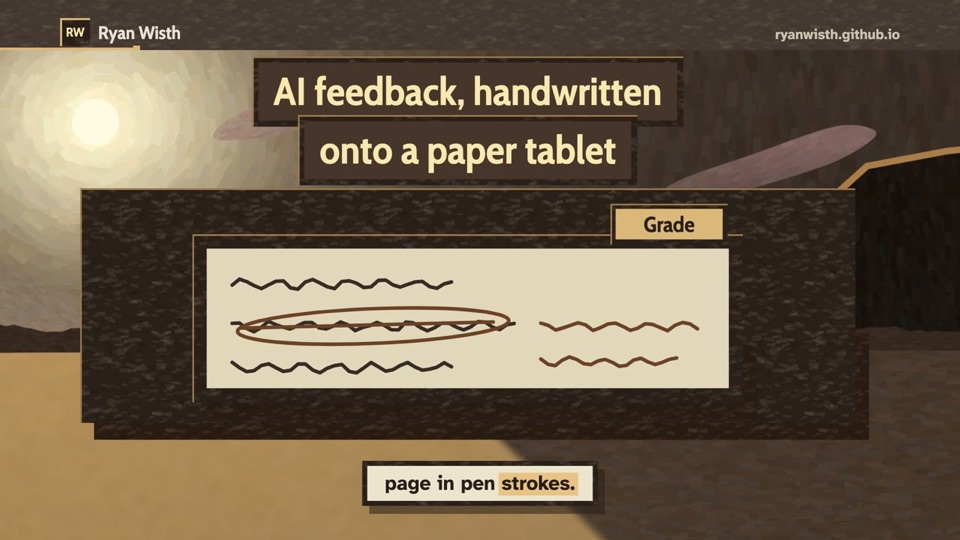 RW Ryan Wisth
ryanwisth.github.io
AI feedback, handwritten
onto a paper tablet
Grade
page in pen strokes.